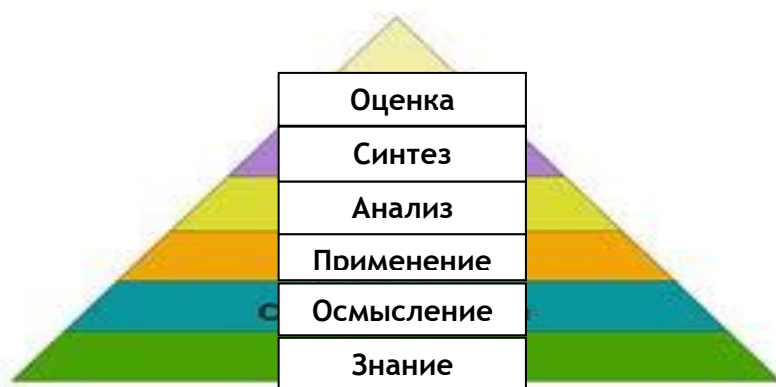 Оценка
Синтез
Анализ
Применение
Осмысление
Знание